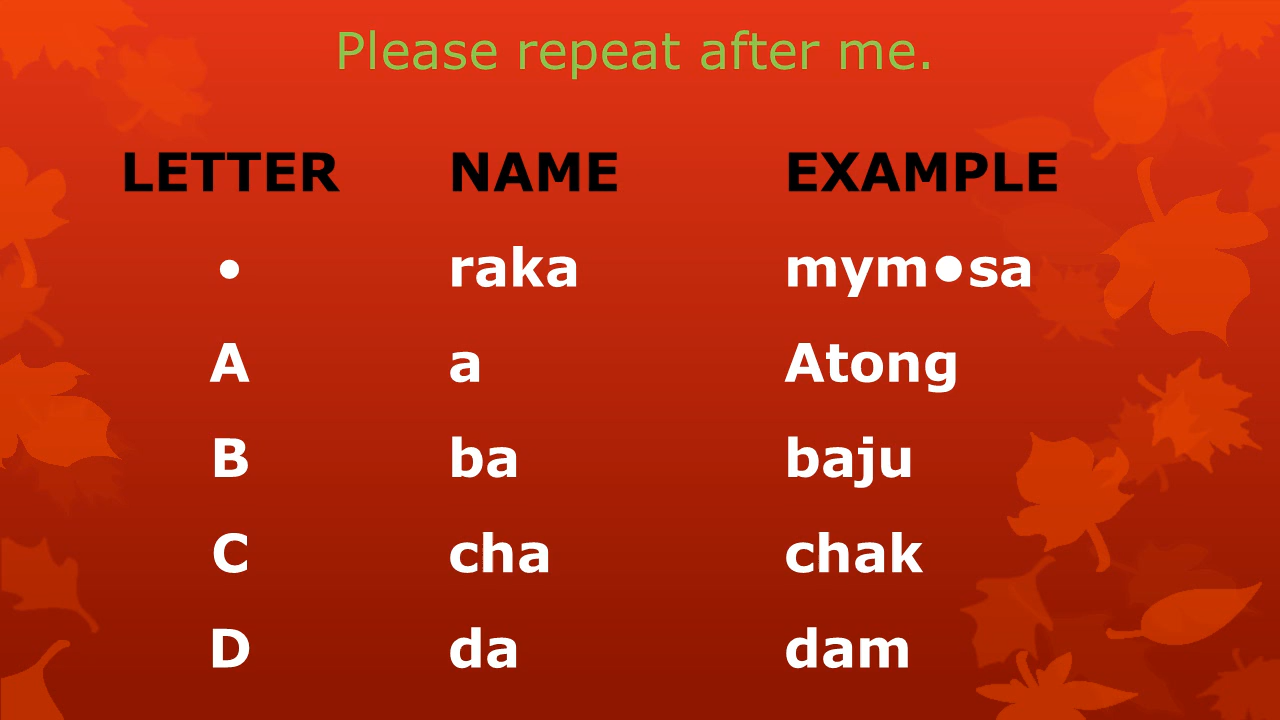 Please repeat after me.
LETTER NAME EXAMPLE
• raka mym•sa
A a Atong
B ba baju
C cha chak
D da dam